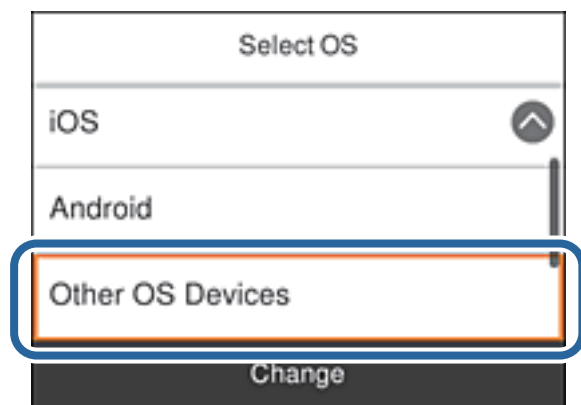 Select OS
iOS
Android
Other OS Devices
Change